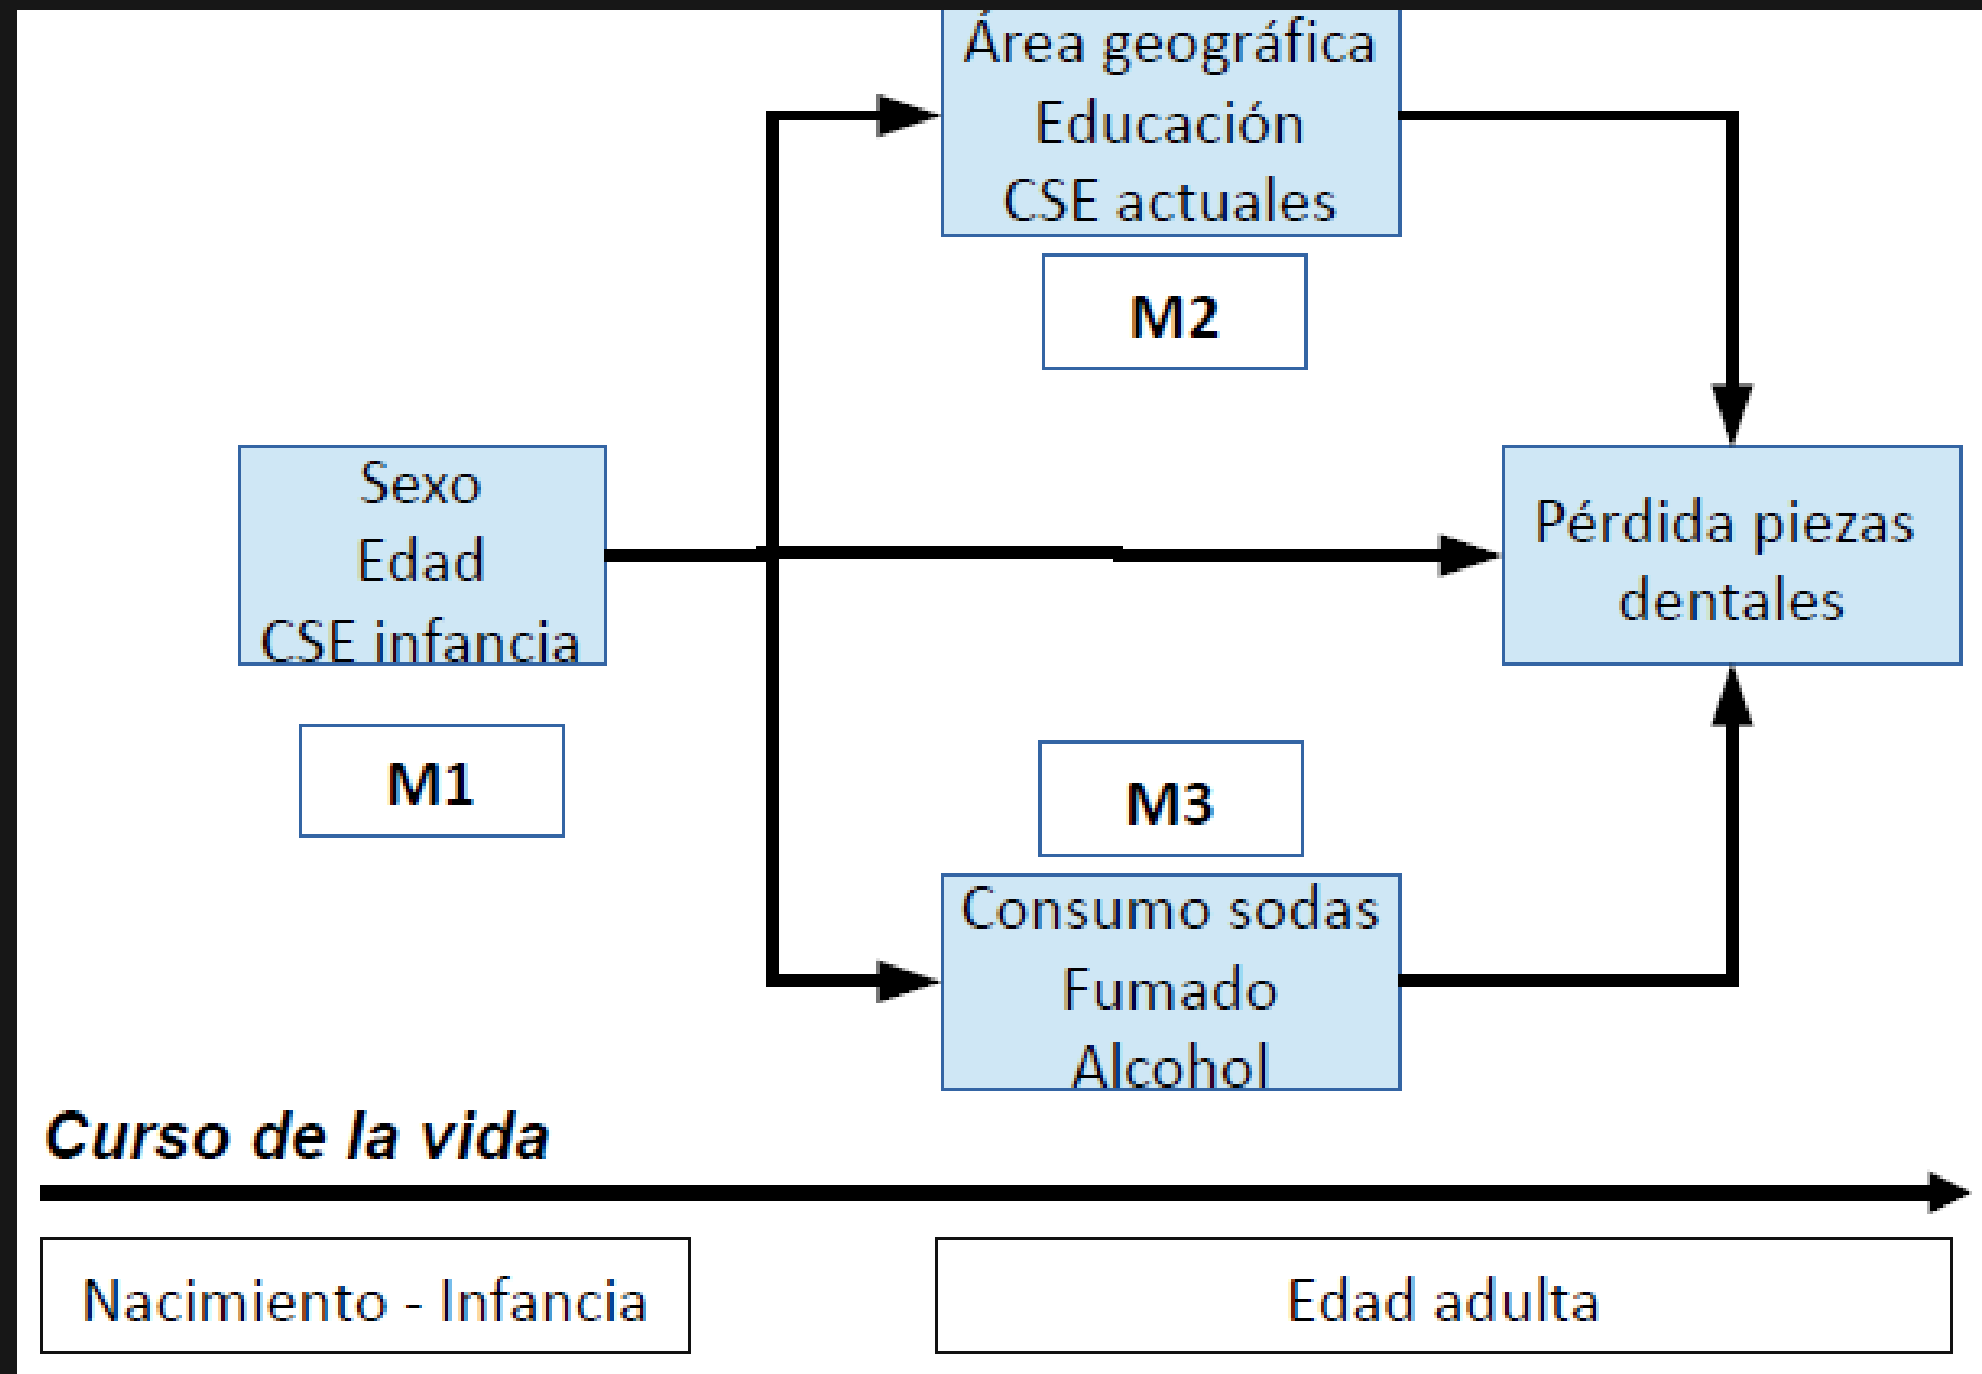 Área geográfica
Educación
CSE actuales
M2
Sexo
Edad
CSE infancia
M1
Pérdida piezas
dentales
M3
Consumo sodas
Fumado
Alcohol
Curso de la vida
Nacimiento - Infancia
Edad adulta